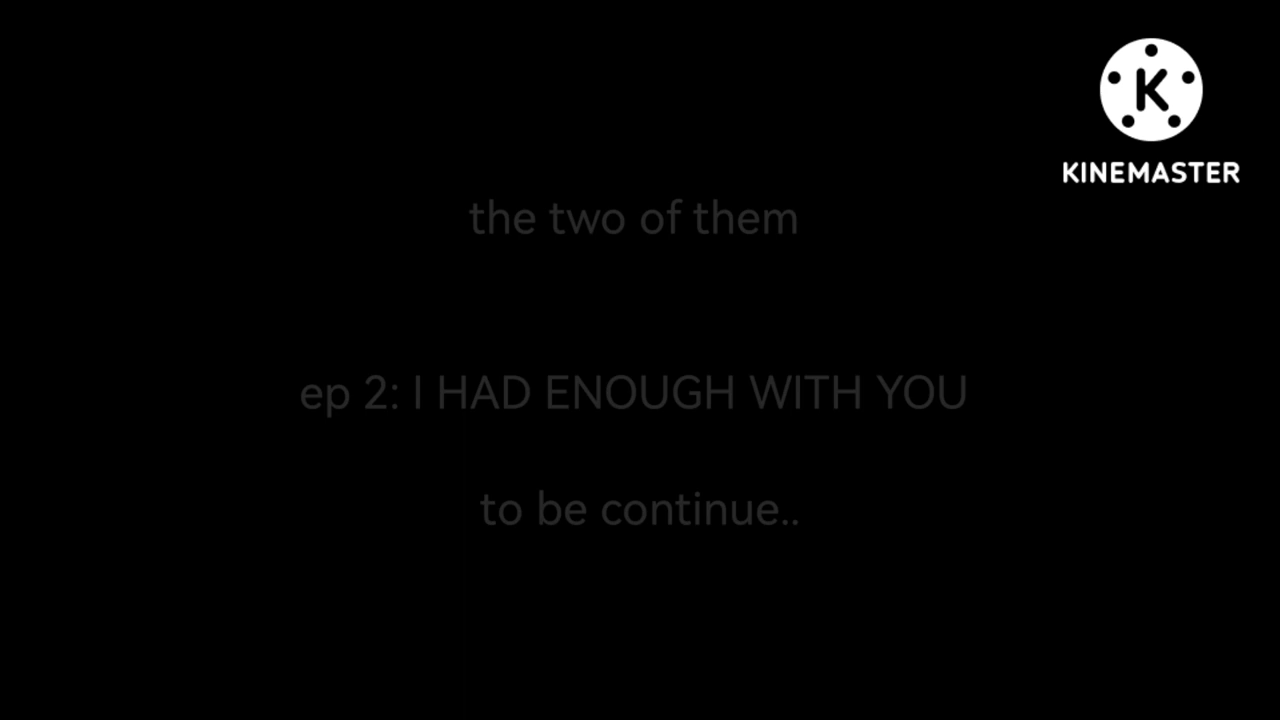 K
KINEMASTER
the two of them
ep 2: I HAD ENOUGH WITH YOU
to be continue..